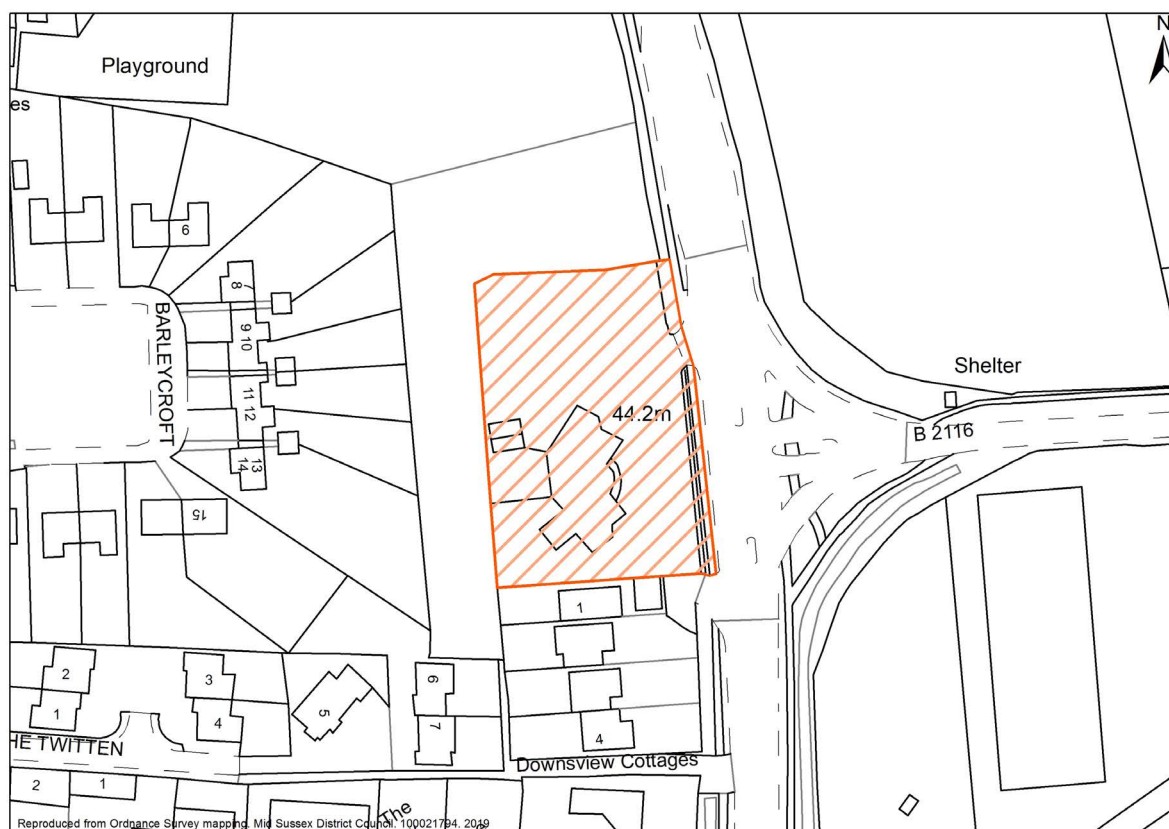 N
Playground
es
6
7
8
9 10
11 12
13
14
15
BARLEYCROFT
Shelter
B 2116
44.2m
1
4
Downsview Cottages
2
1
3
4
5
6
7
HE TWITTEN
2
1
The
Reproduced from Ordnance Survey mapping. Mid Sussex District Council. 100021794. 2019